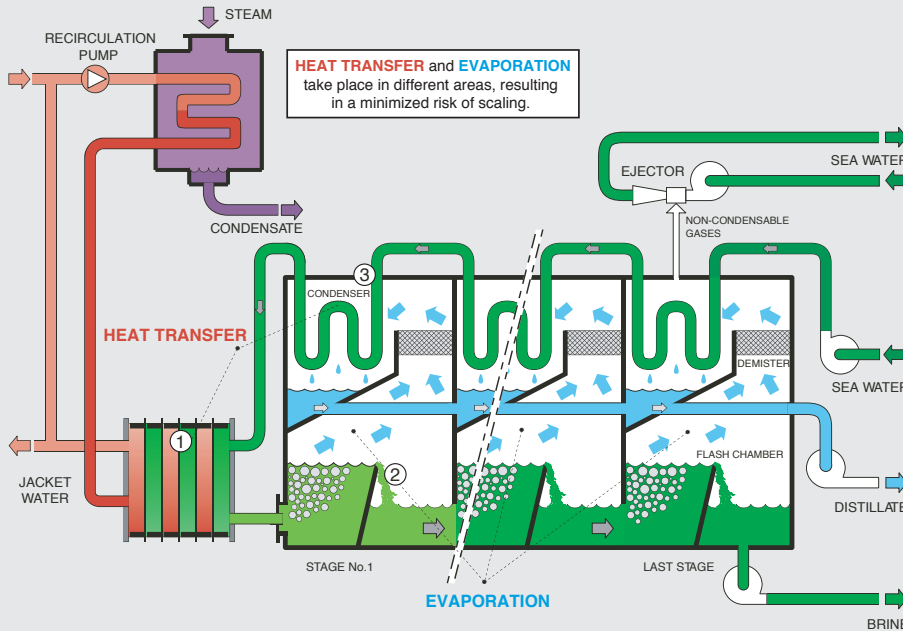 STEAM
RECIRCULATION
PUMP
HEAT TRANSFER and EVAPORATION
take place in different areas, resulting
in a minimized risk of scaling.
SEA WATER
EJECTOR
NON-CONDENSABLE
GASES
CONDENSATE
3
CONDENSER
HEAT TRANSFER
DEMISTER
SEA WATER
1
2
FLASH CHAMBER
JACKET
WATER
DISTILLATE
STAGE No.1
LAST STAGE
EVAPORATION
BRINE